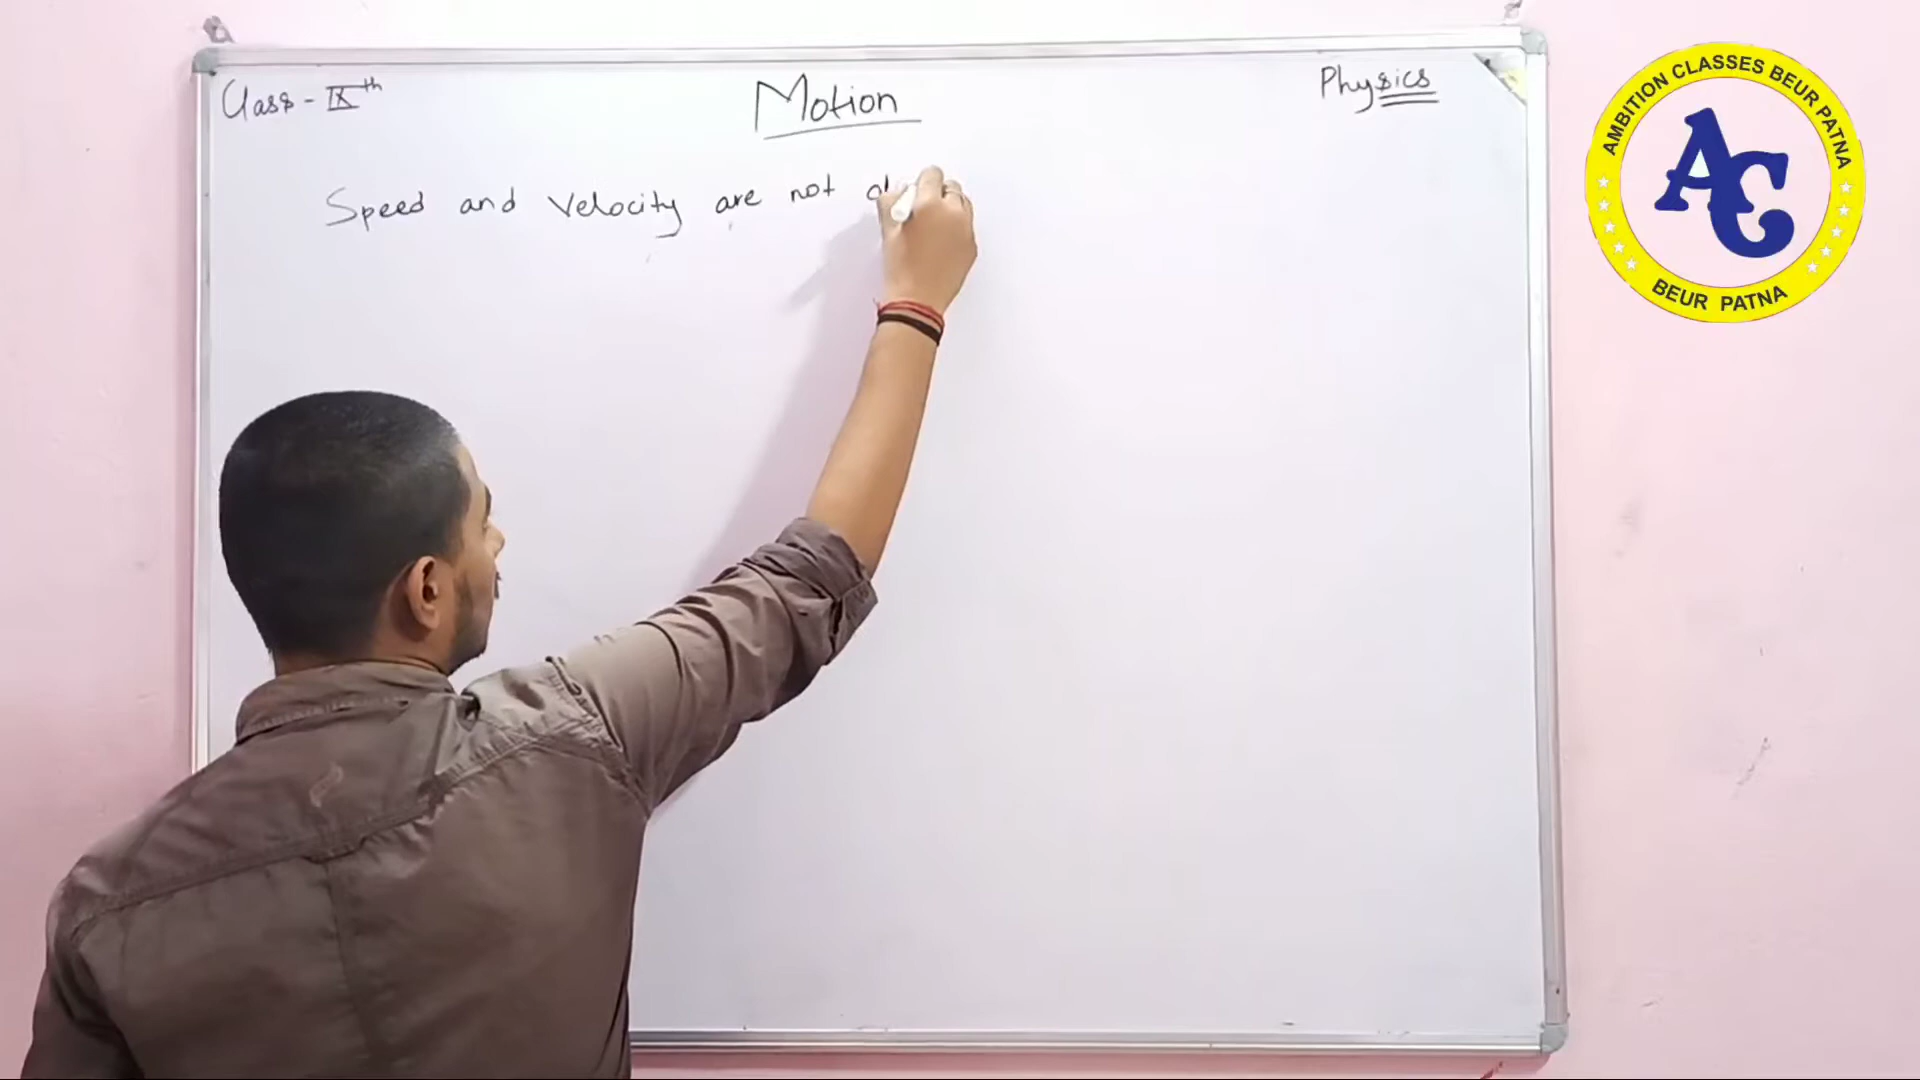 Class - IXth
Motion
Physics
Speed and Velocity are not
AMBITION CLASSES BEUR PATNA
AC
BEUR PATNA